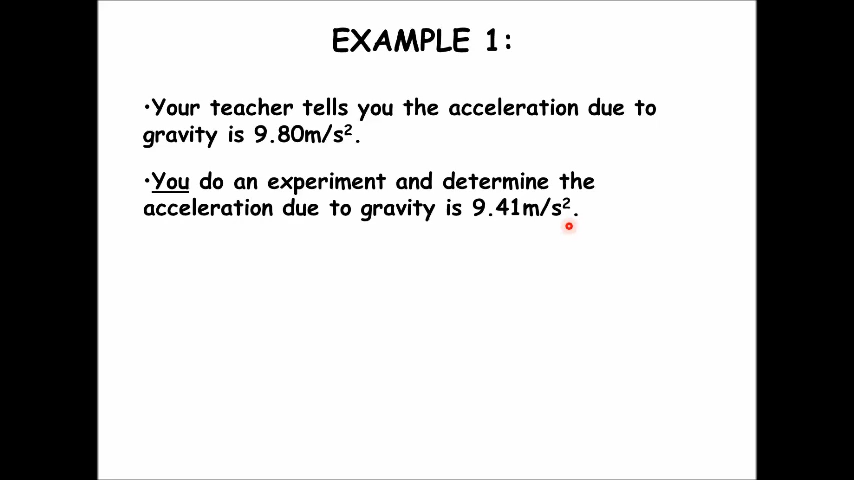 EXAMPLE 1:
•Your teacher tells you the acceleration due to
gravity is 9.80m/s².
•You do an experiment and determine the
acceleration due to gravity is 9.41m/s².